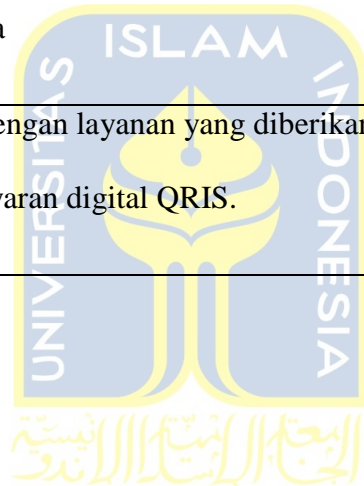 a
ISLAM
UNIVERSITAS
INDONESIA
engan layanan yang diberikan
yaran digital QRIS.